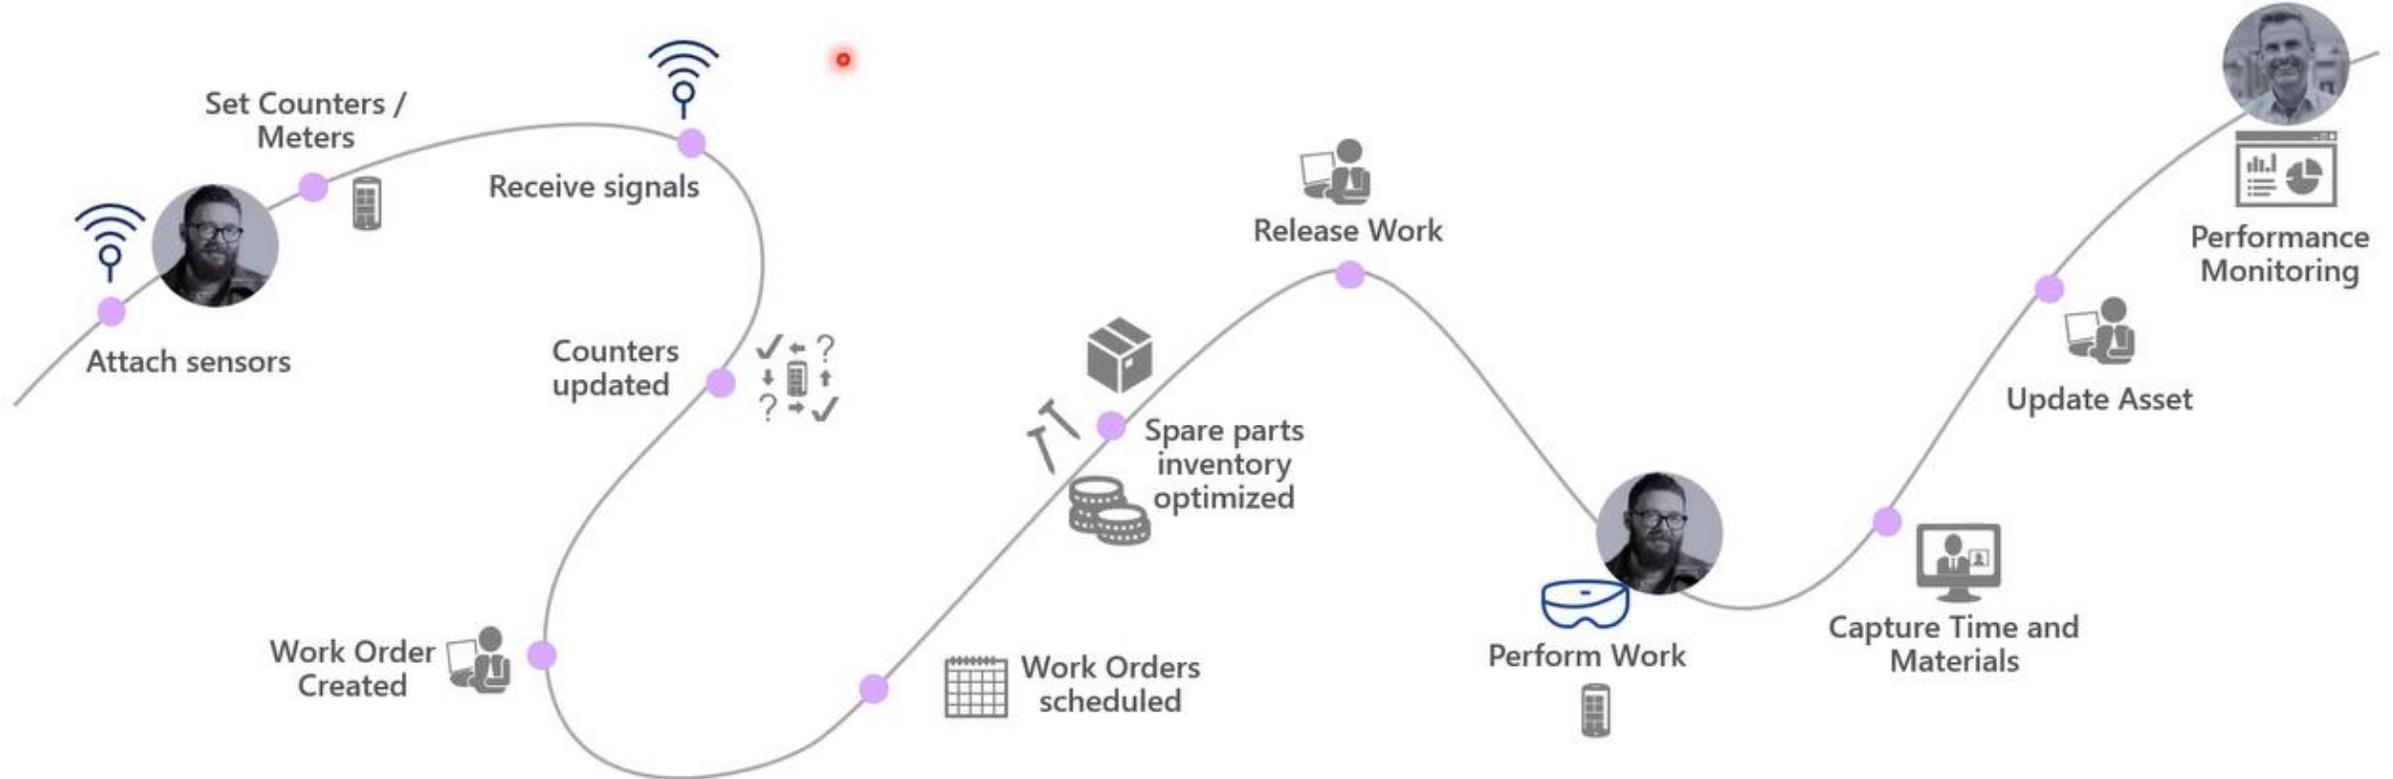 Set Counters /
Meters
Receive signals
Attach sensors
Counters
updated
Work Order
Created
Work Orders
scheduled
Spare parts
inventory
optimized
Release Work
Perform Work
Capture Time and
Materials
Update Asset
Performance
Monitoring